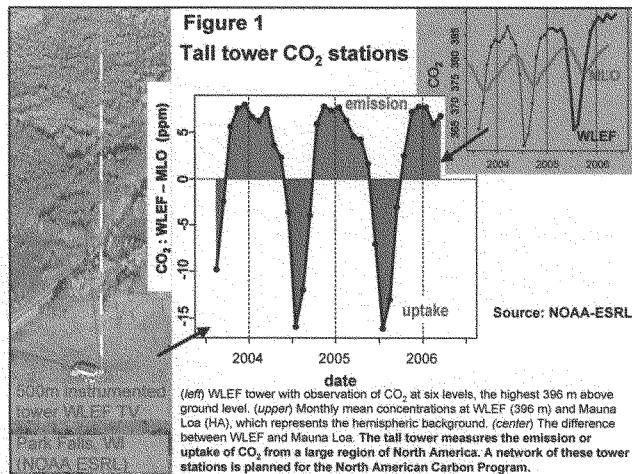 Figure 1
Tall tower CO2 stations
CO2
365 370 375 380 385
MLO
WLEF
2004 2005 2006
CO2 : WLEF – MLO (ppm)
5
0
-5
-10
-15
emission
uptake
2004 2005 2006
date
Source: NOAA-ESRL
500m instrumented
tower WLEF TV
Park Falls, WI
(NOAA ESRL)
(left) WLEF tower with observation of CO2 at six levels, the highest 396 m above
ground level. (upper) Monthly mean concentrations at WLEF (396 m) and Mauna
Loa (HA), which represents the hemispheric background. (center) The difference
between WLEF and Mauna Loa. The tall tower measures the emission or
uptake of CO2 from a large region of North America. A network of these tower
stations is planned for the North American Carbon Program.